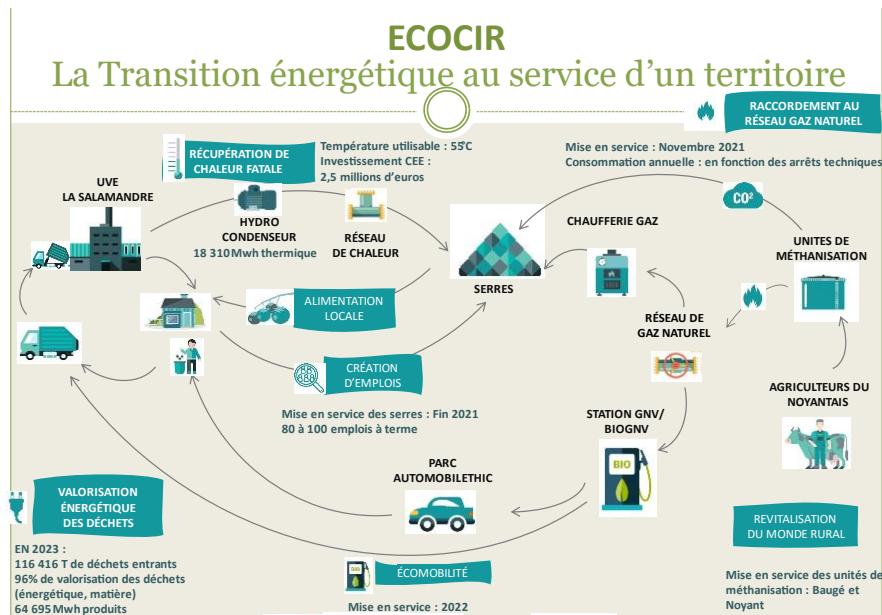 ECOCIR
La Transition énergétique au service d'un territoire
RACCORDEMENT AU
RÉSEAU GAZ NATUREL
Mise en service : Novembre 2021
Consommation annuelle : en fonction des arrêts techniques
RÉCUPÉRATION DE
CHALEUR FATALE
Température utilisable : 55°C
Investissement CEE :
2,5 millions d'euros
UVE
LA SALAMANDRE
HYDRO
CONDENSEUR
18 310 Mwh thermique
RÉSEAU
DE CHALEUR
SERRES
CHAUFFERIE GAZ
CO²
UNITES DE
MÉTHANISATION
ALIMENTATION
LOCALE
RÉSEAU DE
GAZ NATUREL
CRÉATION
D'EMPLOIS
Mise en service des serres : Fin 2021
80 à 100 emplois à terme
AGRICULTEURS DU
NOYANTAIS
STATION GNV/
BIOGNV
BIO
PARC
AUTOMOBILETHIC
VALORISATION
ÉNERGÉTIQUE
DES DÉCHETS
EN 2023 :
116 416 T de déchets entrants
96% de valorisation des déchets
(énergétique, matière)
64 695 Mwh produits
ÉCOMOBILITÉ
Mise en service : 2022
REVITALISATION
DU MONDE RURAL
Mise en service des unités de
méthanisation : Baugé et
Noyant